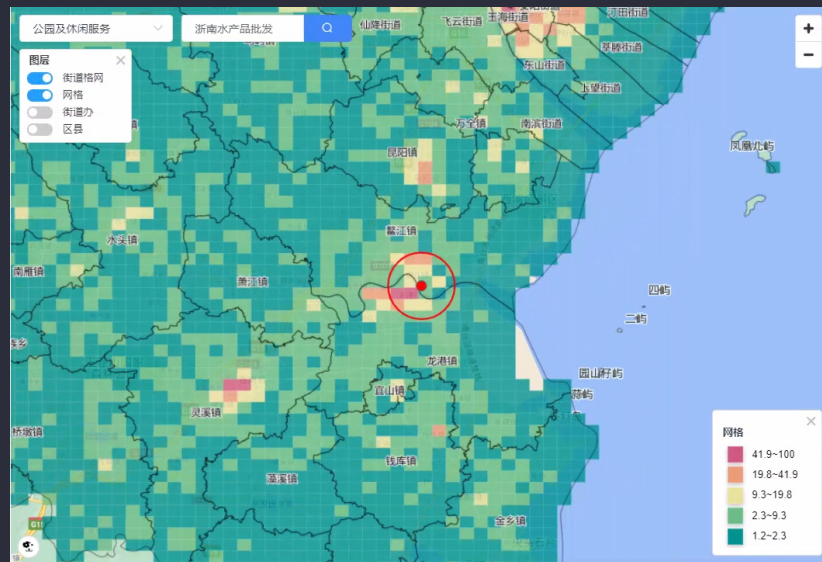 公园及休闲服务
浙南水产品批发
图层
街道格网
网格
街道办
区县
仙降街道
飞云街道
玉海街道
河田街道
莘塍街道
东山街道
上望街道
万全镇
南滨街道
昆阳镇
凤凰九屿
水头镇
鳌江镇
南雁镇
萧江镇
四屿
二屿
龙港镇
园山仔屿
宜山镇
蒜屿
灵溪镇
桥墩镇
钱库镇
藻溪镇
金乡镇
G15
网格
41.9~100
19.8~41.9
9.3~19.8
2.3~9.3
1.2~2.3